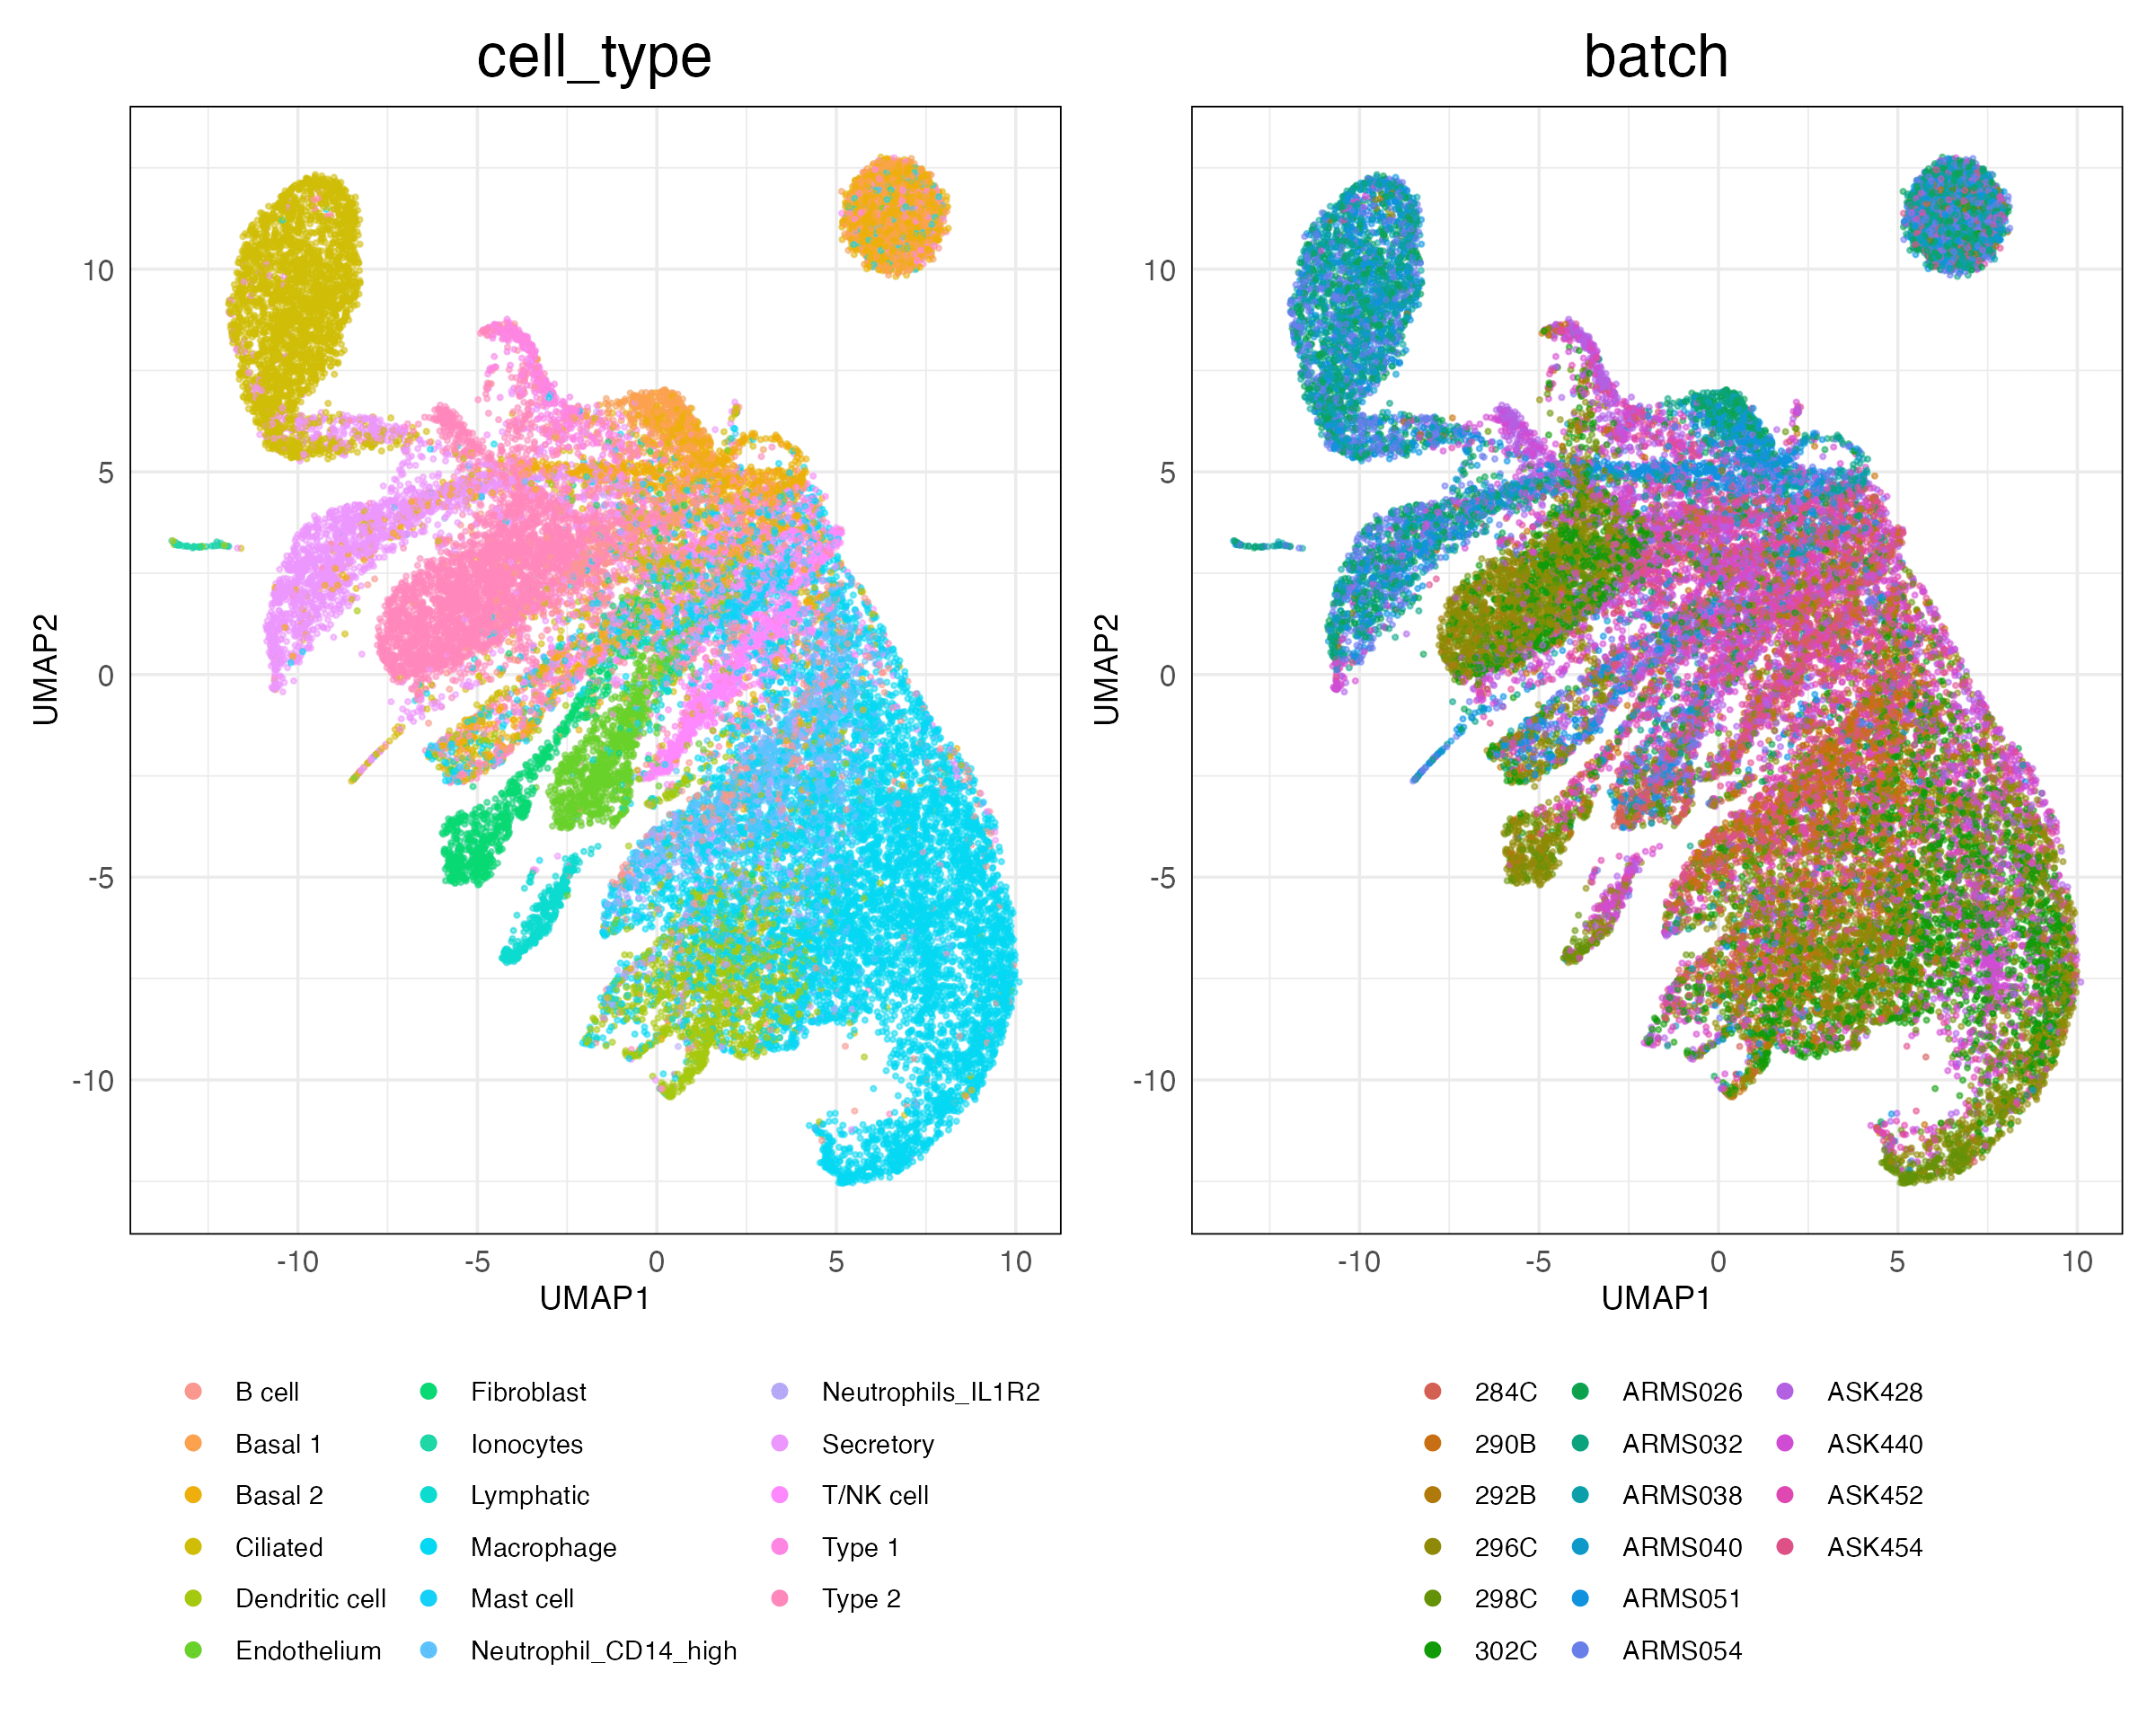 cell_type
batch
10
5
0
-5
-10
UMAP2
-10
-5
0
5
10
UMAP1
10
5
0
-5
-10
UMAP2
-10
-5
0
5
10
UMAP1
B cell
Basal 1
Basal 2
Ciliated
Dendritic cell
Endothelium
Fibroblast
Ionocytes
Lymphatic
Macrophage
Mast cell
Neutrophil_CD14_high
Neutrophils_IL1R2
Secretory
T/NK cell
Type 1
Type 2
284C
290B
292B
296C
298C
302C
ARMS026
ARMS032
ARMS038
ARMS040
ARMS051
ARMS054
ASK428
ASK440
ASK452
ASK454